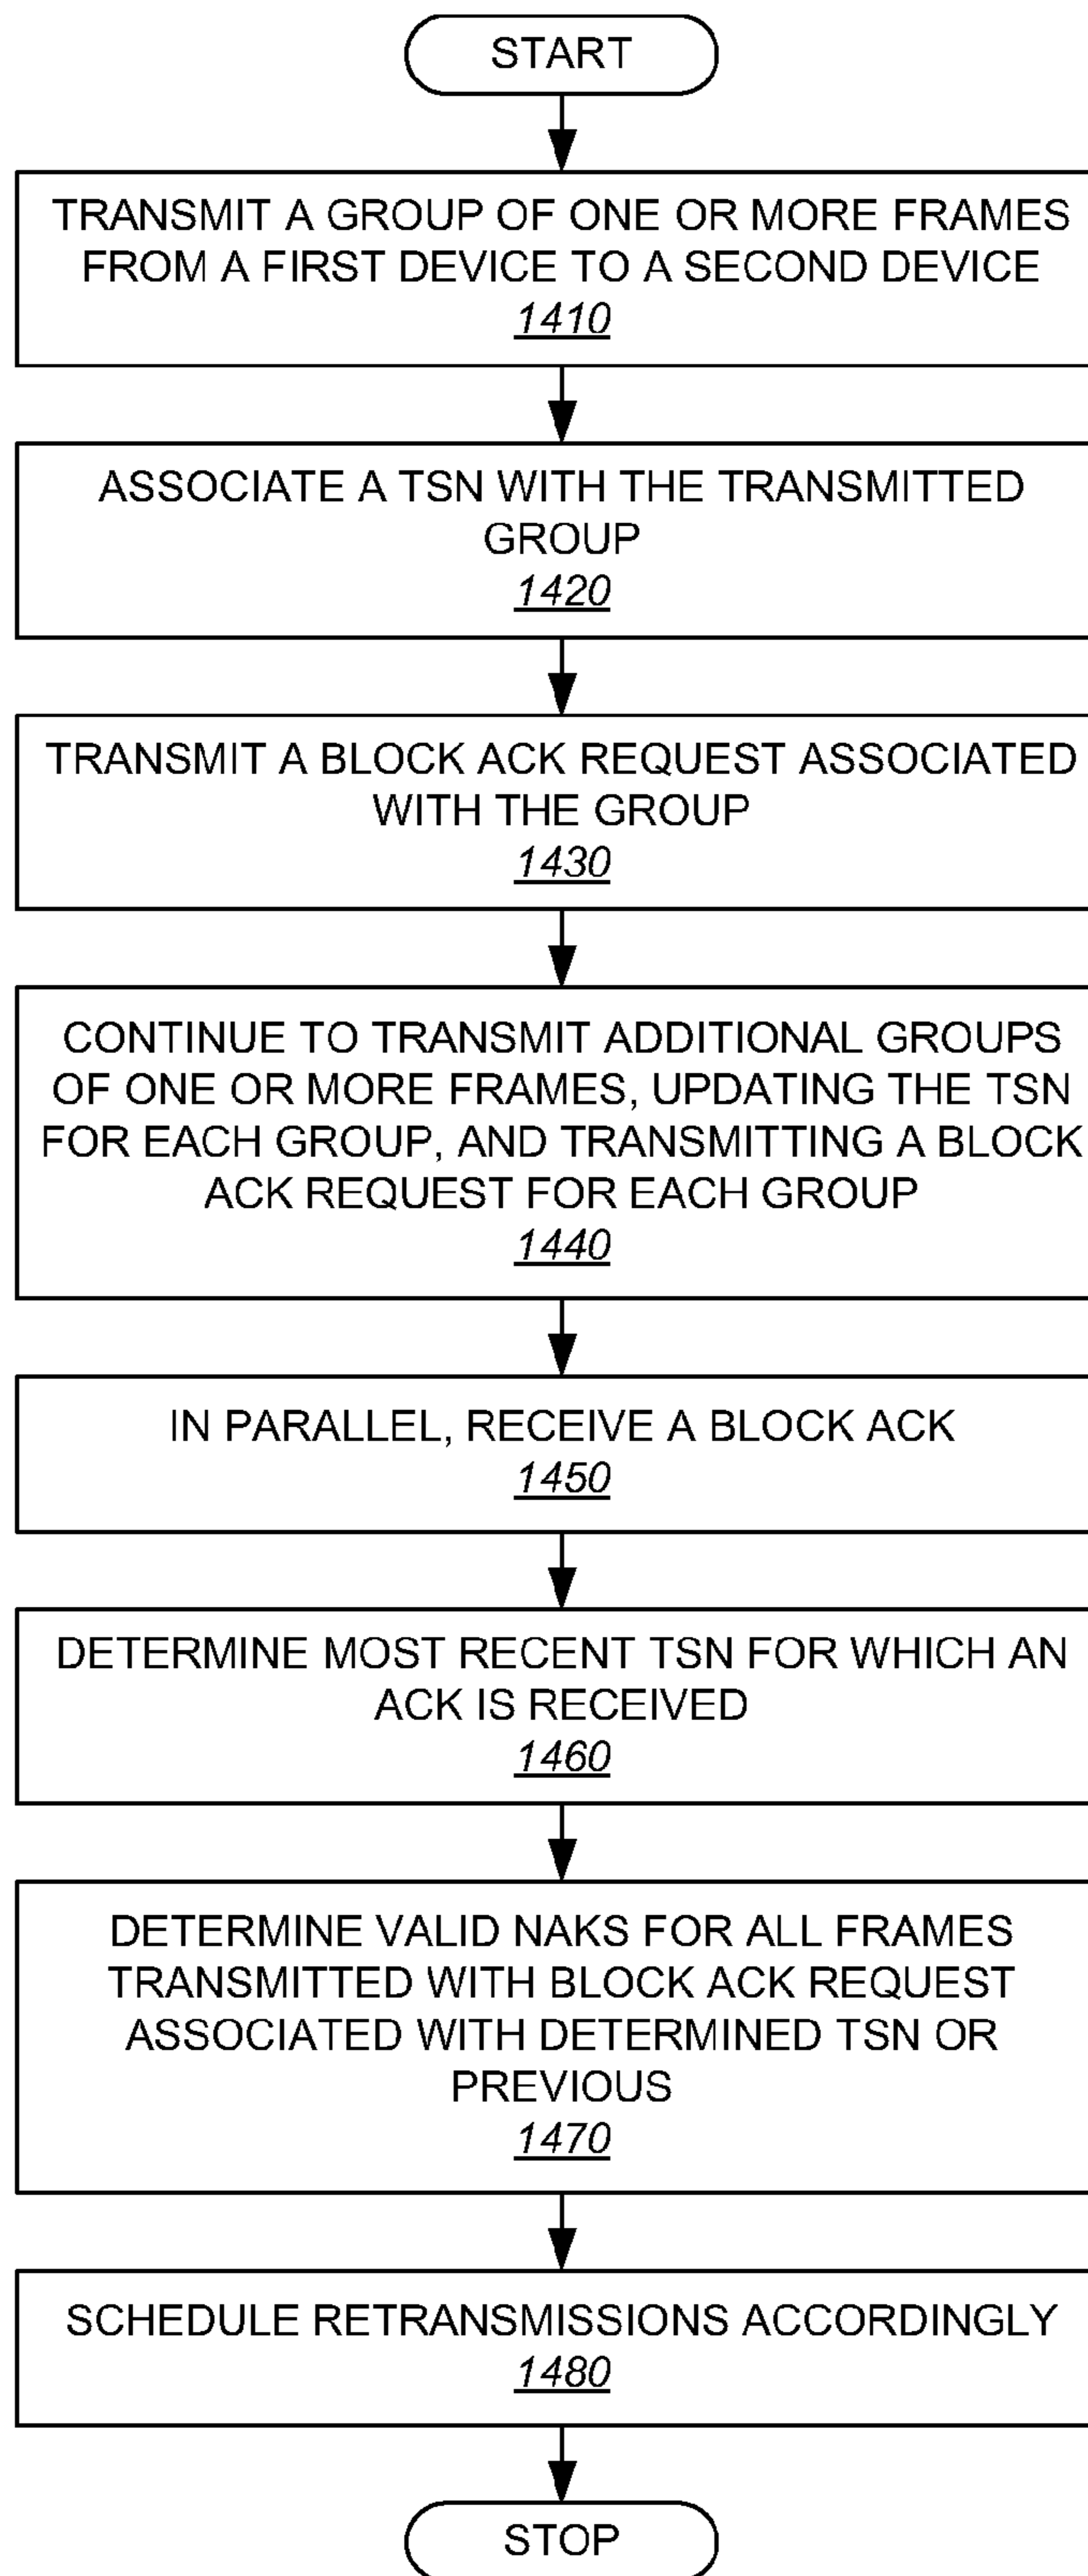 START
TRANSMIT A GROUP OF ONE OR MORE FRAMES
FROM A FIRST DEVICE TO A SECOND DEVICE
1410
ASSOCIATE A TSN WITH THE TRANSMITTED
GROUP
1420
TRANSMIT A BLOCK ACK REQUEST ASSOCIATED
WITH THE GROUP
1430
CONTINUE TO TRANSMIT ADDITIONAL GROUPS
OF ONE OR MORE FRAMES, UPDATING THE TSN
FOR EACH GROUP, AND TRANSMITTING A BLOCK
ACK REQUEST FOR EACH GROUP
1440
IN PARALLEL, RECEIVE A BLOCK ACK
1450
DETERMINE MOST RECENT TSN FOR WHICH AN
ACK IS RECEIVED
1460
DETERMINE VALID NAKS FOR ALL FRAMES
TRANSMITTED WITH BLOCK ACK REQUEST
ASSOCIATED WITH DETERMINED TSN OR
PREVIOUS
1470
SCHEDULE RETRANSMISSIONS ACCORDINGLY
1480
STOP